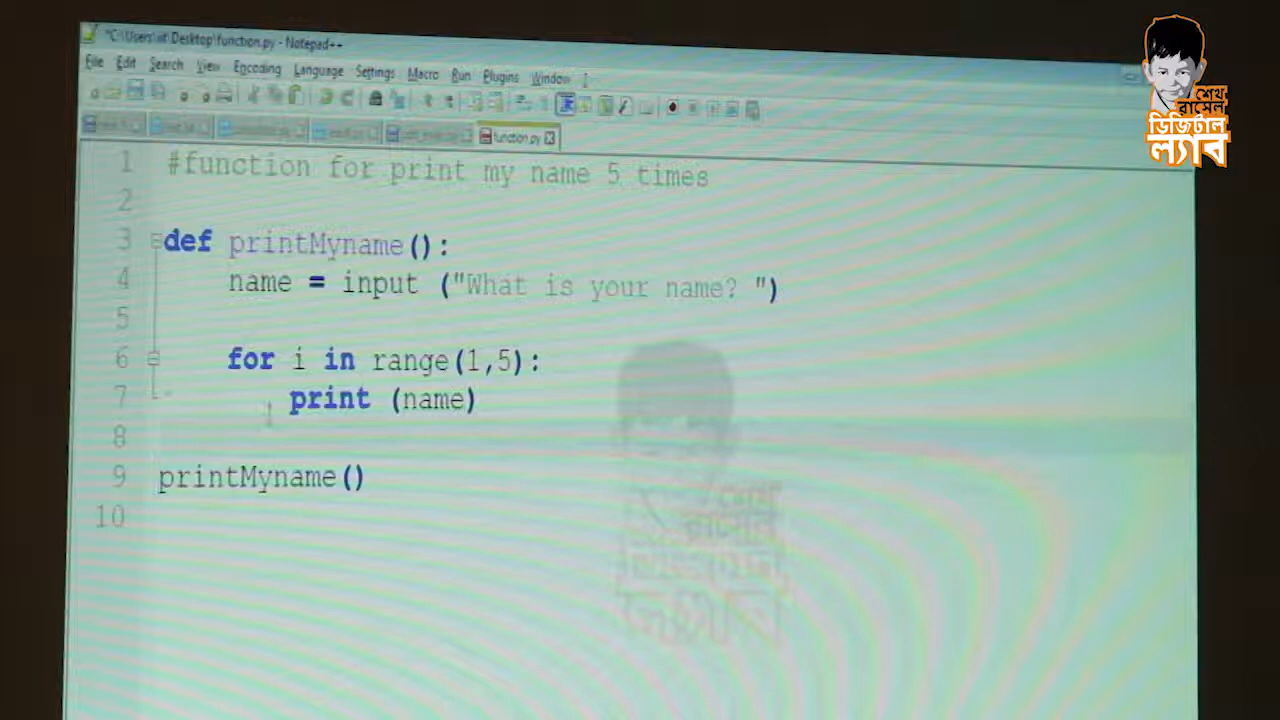 *C:\Users\st\Desktop\function.py - Notepad++
File Edit Search View Encoding Language Settings Macro Run Plugins Window
function.py
1 #function for print my name 5 times
2
3 def printMyname():
4 name = input ("What is your name? ")
5
6 for i in range(1,5):
7 print (name)
8
9 printMyname()
10
শেখ
রাসেল
ডিজিটাল
ল্যাব